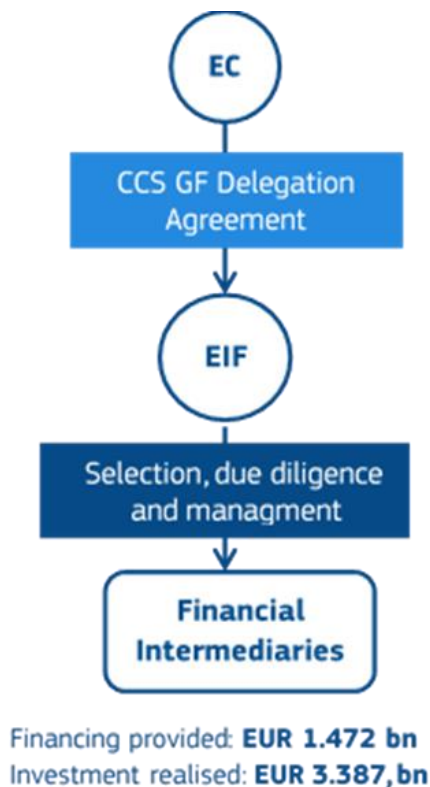 EC
CCS GF Delegation
Agreement
EIF
Selection, due diligence
and managment
Financial
Intermediaries
Financing provided: EUR 1.472 bn
Investment realised: EUR 3.387,bn